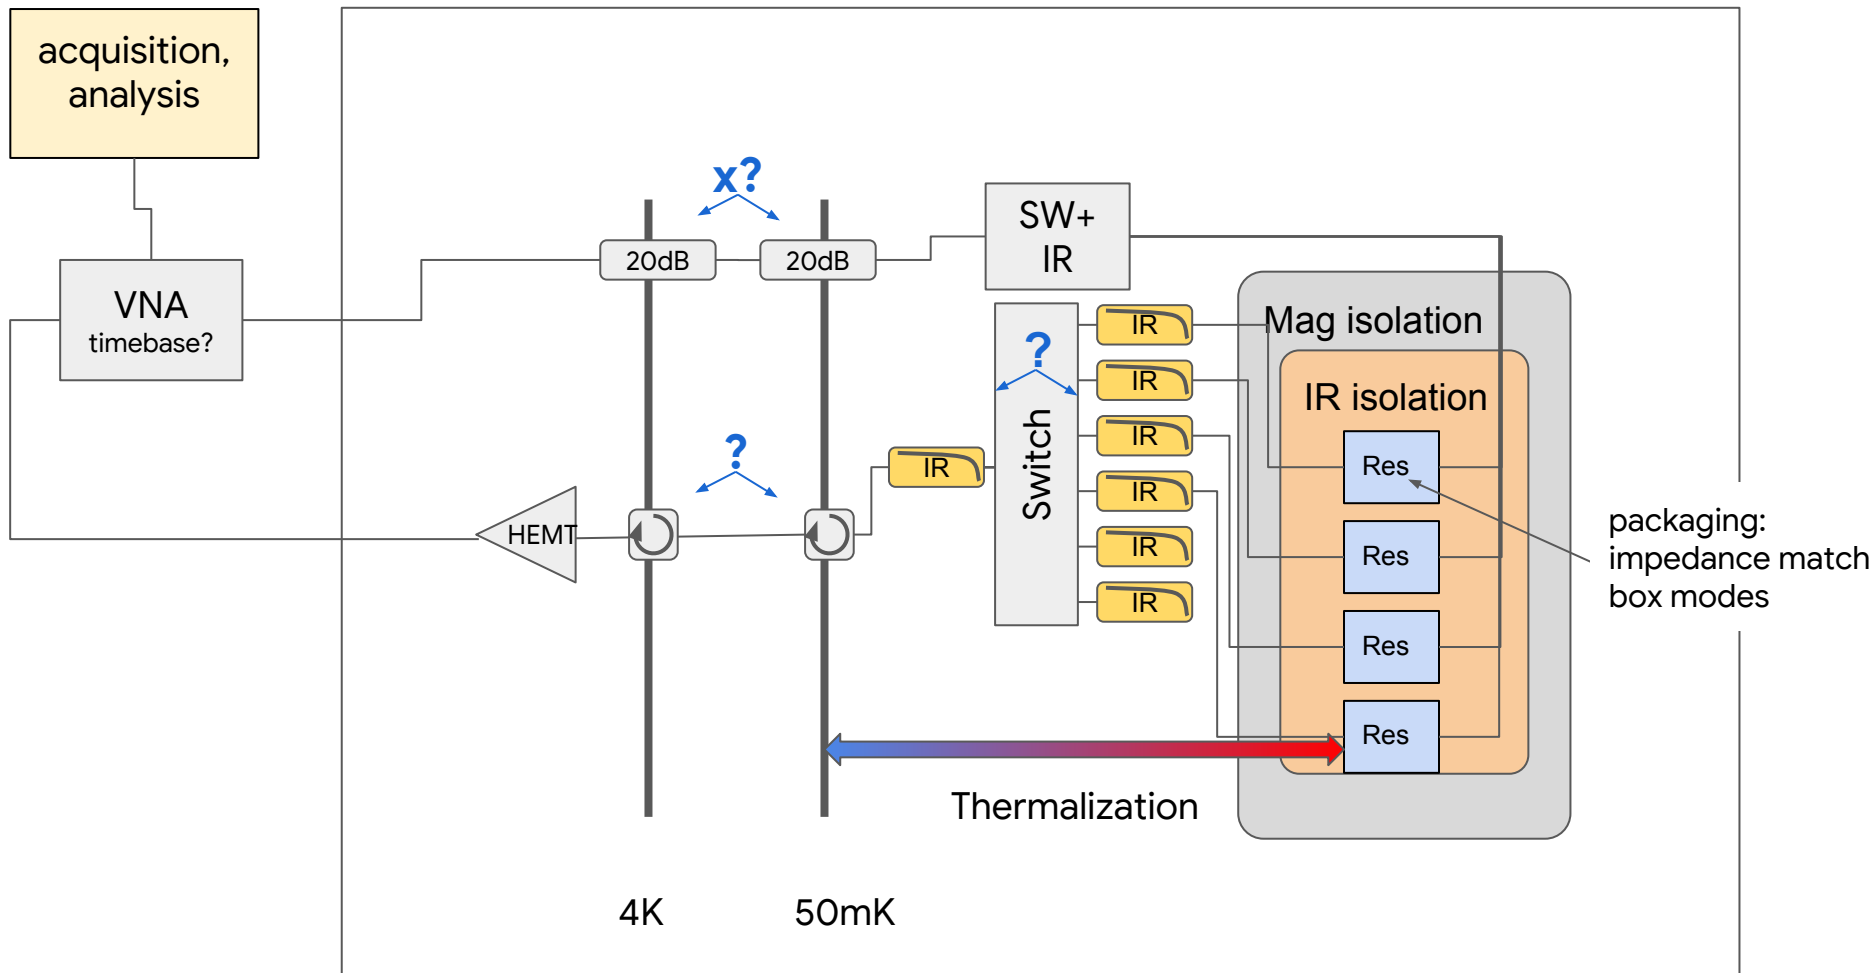 acquisition,
analysis
x?
SW+
IR
20dB
20dB
VNA
timebase?
IR
Mag isolation
?
IR
IR isolation
Switch
IR
?
IR
Res
IR
packaging:
impedance match
box modes
HEMT
IR
Res
IR
Res
Res
Thermalization
4K
50mK